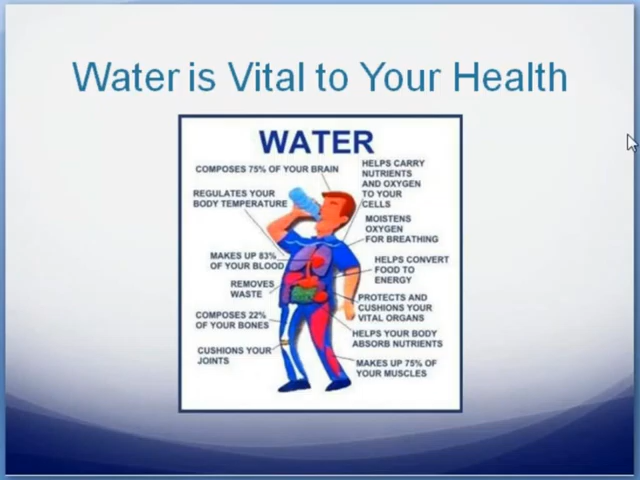 Water is Vital to Your Health
WATER
COMPOSES 75% OF YOUR BRAIN
REGULATES YOUR
BODY TEMPERATURE
MAKES UP 83%
OF YOUR BLOOD
REMOVES
WASTE
COMPOSES 22%
OF YOUR BONES
CUSHIONS YOUR
JOINTS
HELPS CARRY
NUTRIENTS
AND OXYGEN
TO YOUR
CELLS
MOISTENS
OXYGEN
FOR BREATHING
HELPS CONVERT
FOOD TO
ENERGY
PROTECTS AND
CUSHIONS YOUR
VITAL ORGANS
HELPS YOUR BODY
ABSORB NUTRIENTS
MAKES UP 75% OF
YOUR MUSCLES